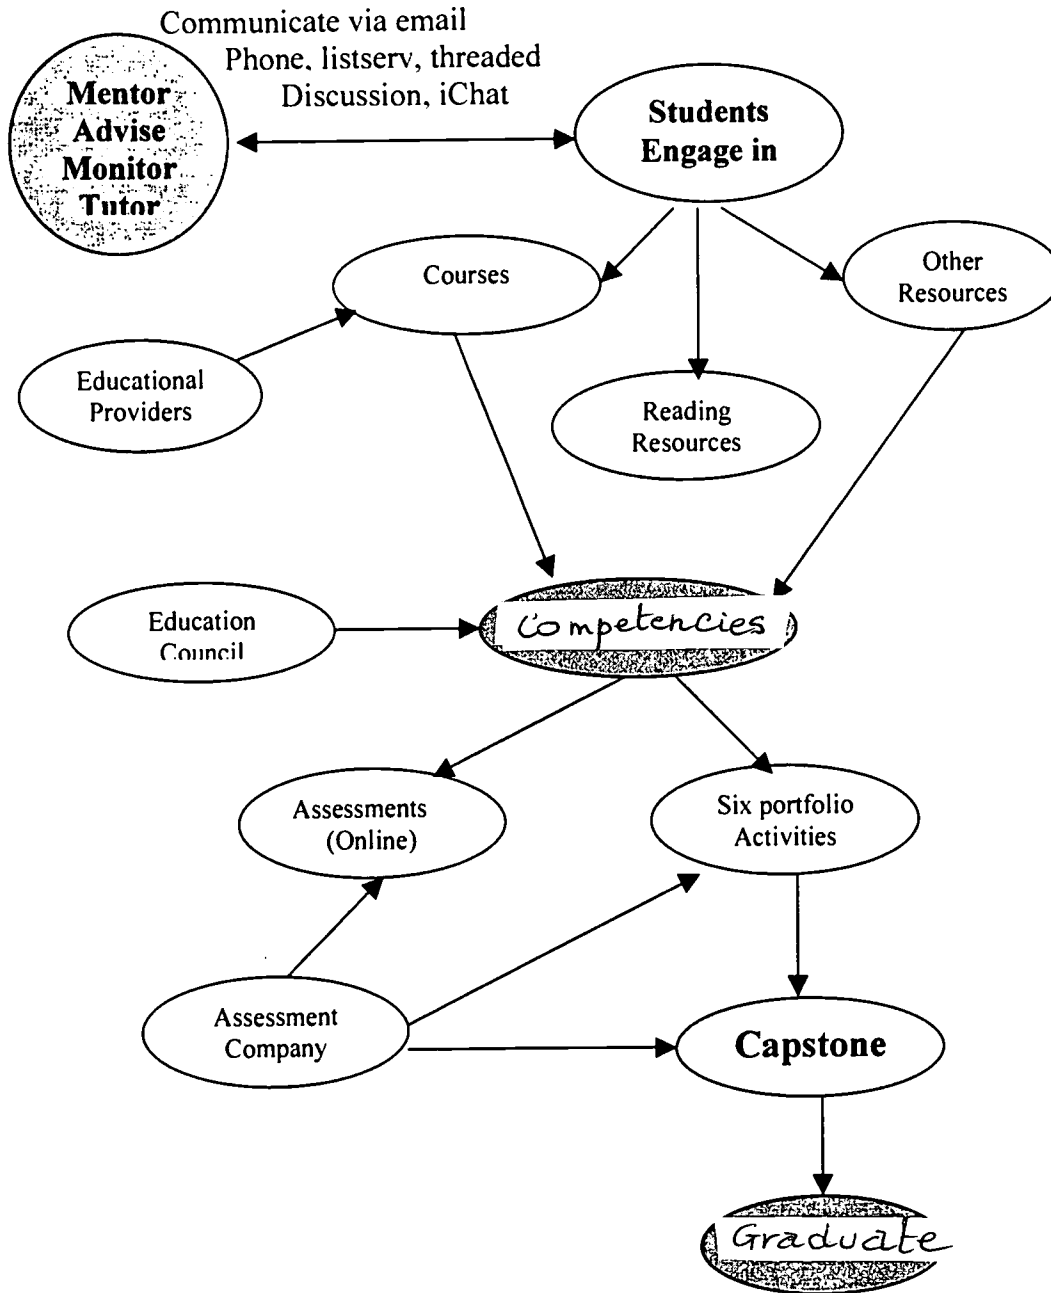 Communicate via email
Phone, listserv, threaded
Discussion, iChat
Mentor
Advise
Monitor
Tutor
Students
Engage in
Courses
Other
Resources
Educational
Providers
Reading
Resources
Education
Council
Competencies
Assessments
(Online)
Six portfolio
Activities
Assessment
Company
Capstone
Graduate